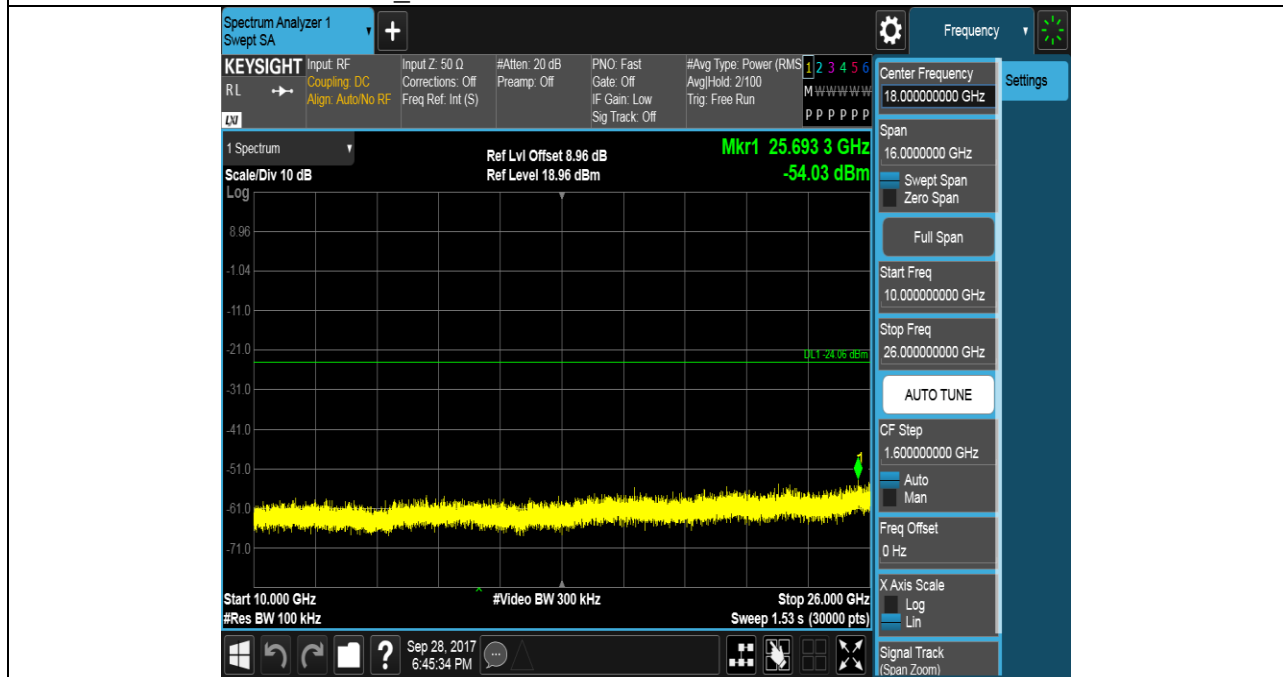 Spectrum Analyzer 1
Swept SA
+
Frequency
KEYSIGHT
RL
LXI
Input: RF
Coupling: DC
Align: Auto/No RF
Input Z: 50 Ω
Corrections: Off
Freq Ref: Int (S)
#Atten: 20 dB
Preamp: Off
PNO: Fast
Gate: Off
IF Gain: Low
Sig Track: Off
#Avg Type: Power (RMS
Avg|Hold: 2/100
Trig: Free Run
1 2 3 4 5 6
M W W W W W
P P P P P P
Center Frequency
18.000000000 GHz
Settings
Span
16.0000000 GHz
Swept Span
Zero Span
Full Span
Start Freq
10.000000000 GHz
Stop Freq
26.000000000 GHz
AUTO TUNE
CF Step
1.600000000 GHz
Auto
Man
Freq Offset
0 Hz
X Axis Scale
Log
Lin
Signal Track
(Span Zoom)
1 Spectrum
Scale/Div 10 dB
Ref Lvl Offset 8.96 dB
Ref Level 18.96 dBm
Mkr1 25.693 3 GHz
-54.03 dBm
Log
8.96
-1.04
-11.0
-21.0
DL1 -24.06 dBm
-31.0
-41.0
-51.0
1
-61.0
-71.0
Start 10.000 GHz
#Video BW 300 kHz
Stop 26.000 GHz
#Res BW 100 kHz
Sweep 1.53 s (30000 pts)
?
Sep 28, 2017
6:45:34 PM